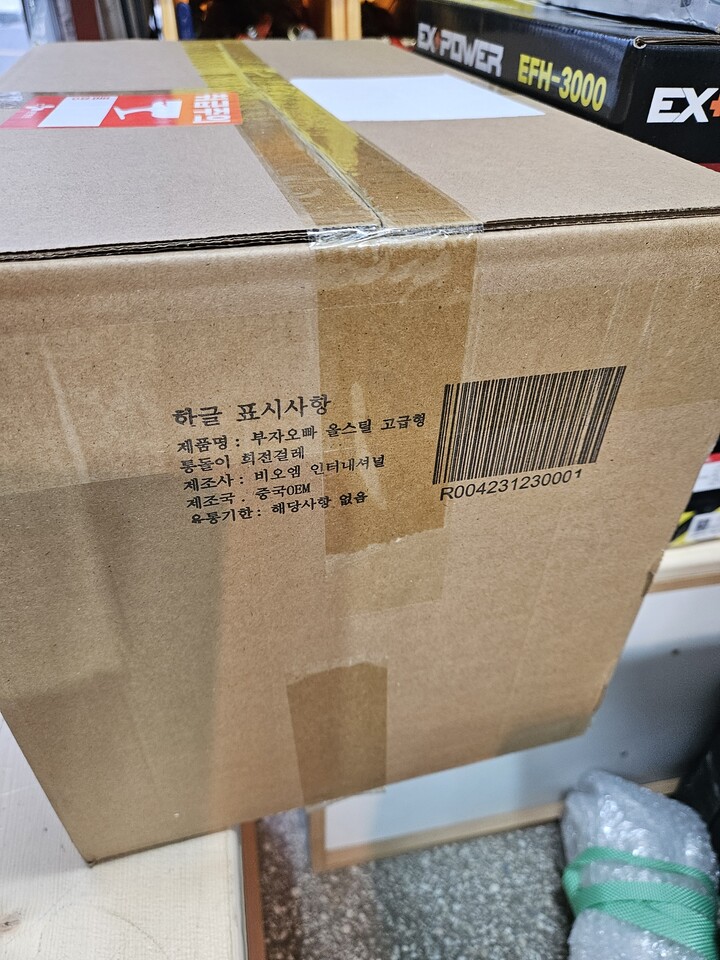 EX-POWER
EFH-3000
EX
한글 표시사항
제품명 : 부자오빠 올스틸 고급형
통돌이 회전걸레
제조사 : 비오엠 인터내셔널
제조국 . 중국OEM
유통기한 : 해당사항 없음
R004231230001